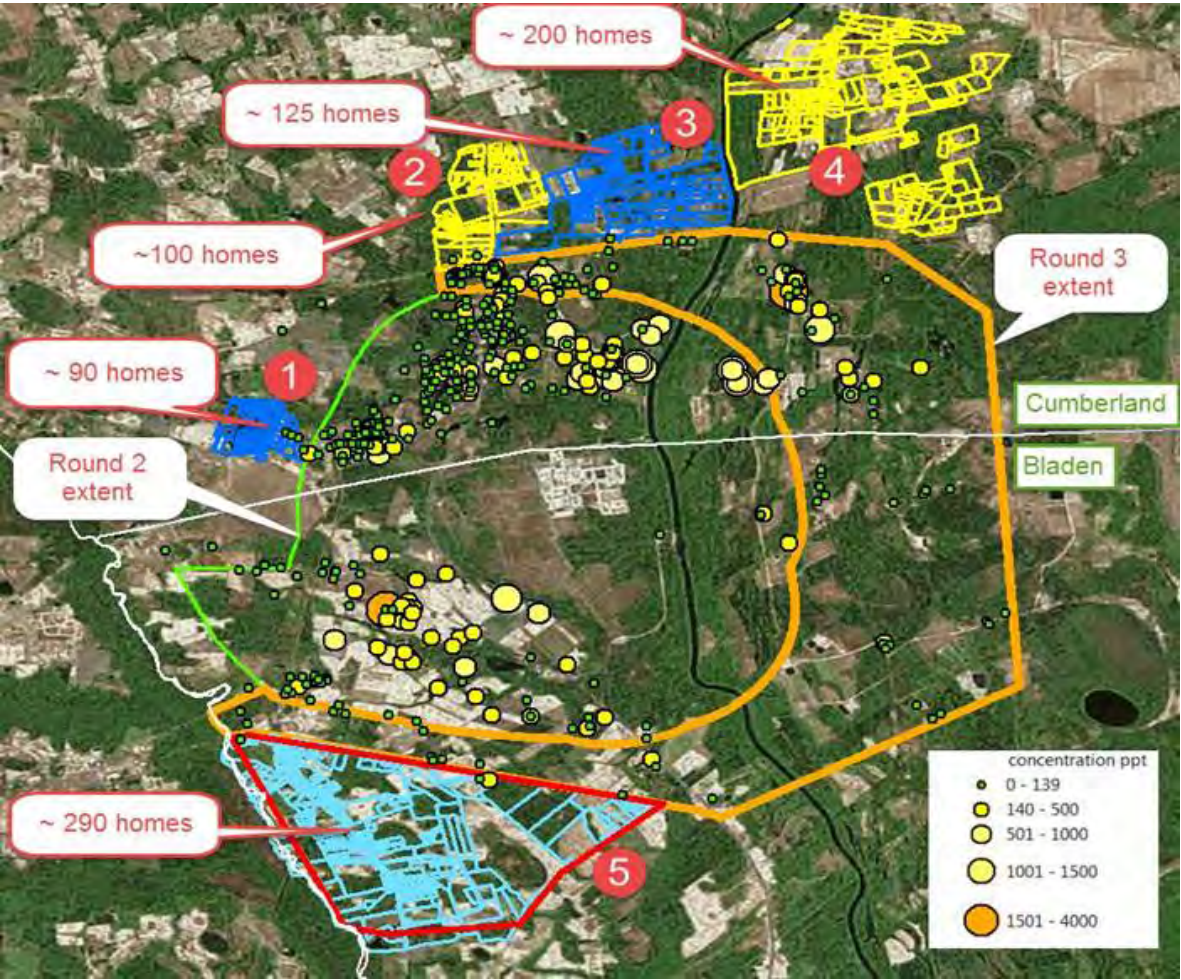 ~ 200 homes
~ 125 homes
3
2
4
~100 homes
Round 3
extent
1
~ 90 homes
Cumberland
Round 2
extent
Bladen
concentration ppt
0 - 139
140 - 500
501 - 1000
1001 - 1500
1501 - 4000
~ 290 homes
5